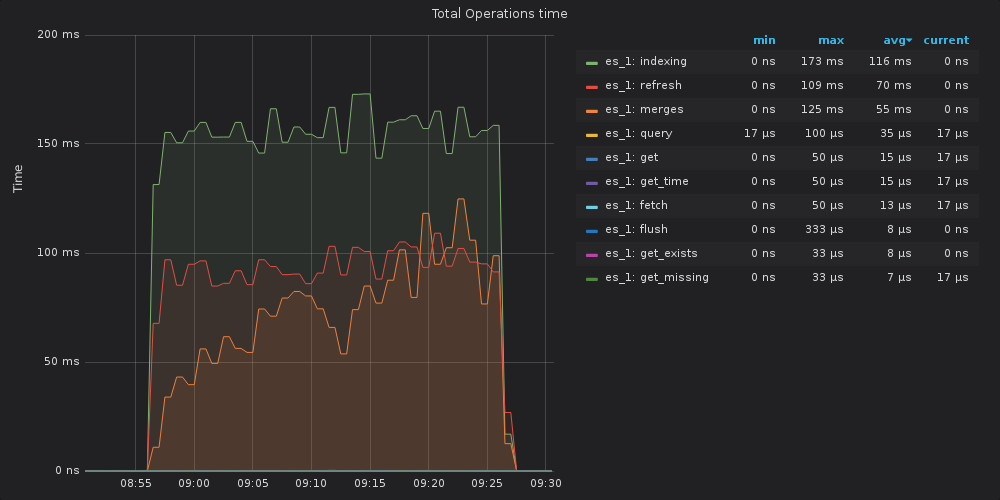 Total Operations time
200 ms
150 ms
100 ms
50 ms
0 ns
Time
08:55 09:00 09:05 09:10 09:15 09:20 09:25 09:30
min max avg current
es_1: indexing 0 ns 173 ms 116 ms 0 ns
es_1: refresh 0 ns 109 ms 70 ms 0 ns
es_1: merges 0 ns 125 ms 55 ms 0 ns
es_1: query 17 µs 100 µs 35 µs 17 µs
es_1: get 0 ns 50 µs 15 µs 17 µs
es_1: get_time 0 ns 50 µs 15 µs 17 µs
es_1: fetch 0 ns 50 µs 13 µs 17 µs
es_1: flush 0 ns 333 µs 8 µs 0 ns
es_1: get_exists 0 ns 33 µs 8 µs 0 ns
es_1: get_missing 0 ns 33 µs 7 µs 17 µs